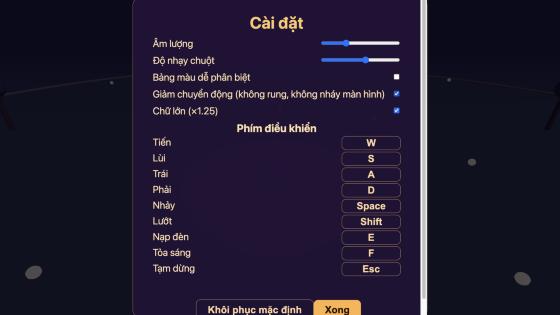 Cài đặt
Âm lượng
Độ nhạy chuột
Bảng màu dễ phân biệt
Giảm chuyển động (không rung, không nháy màn hình)
Chữ lớn (×1.25)
Phím điều khiển
Tiến W
Lùi S
Trái A
Phải D
Nhảy Space
Lướt Shift
Nạp đèn E
Tỏa sáng F
Tạm dừng Esc
Khôi phục mặc định Xong